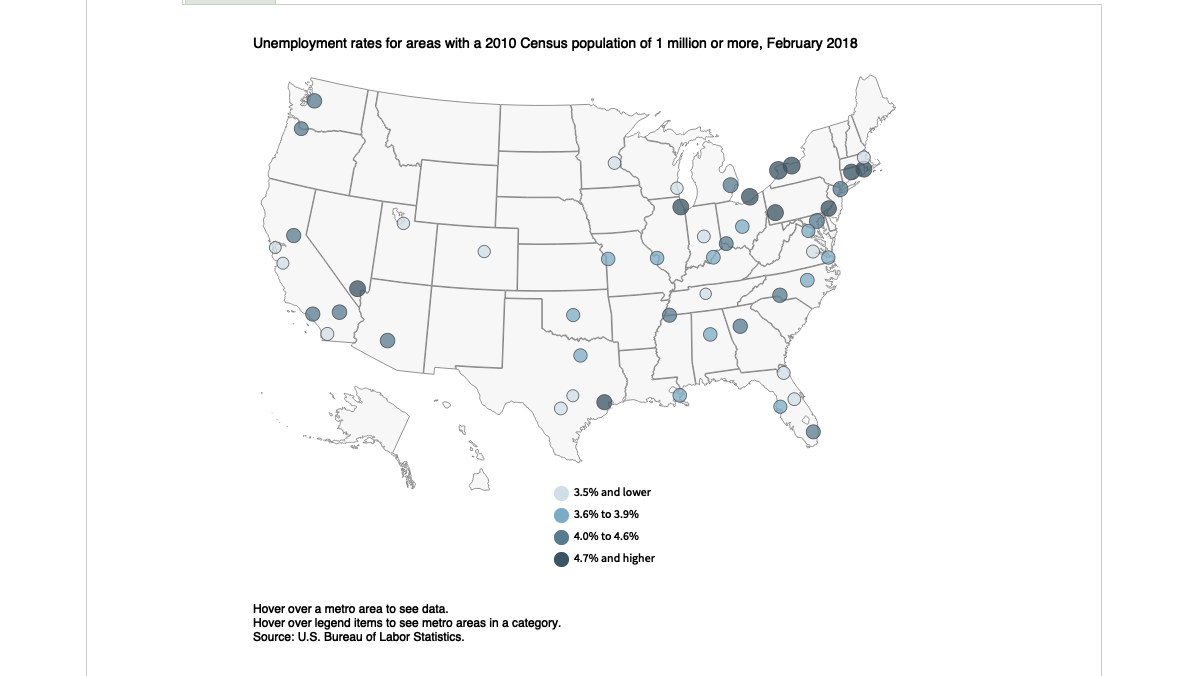 Unemployment rates for areas with a 2010 Census population of 1 million or more, February 2018
3.5% and lower
3.6% to 3.9%
4.0% to 4.6%
4.7% and higher
Hover over a metro area to see data.
Hover over legend items to see metro areas in a category.
Source: U.S. Bureau of Labor Statistics.